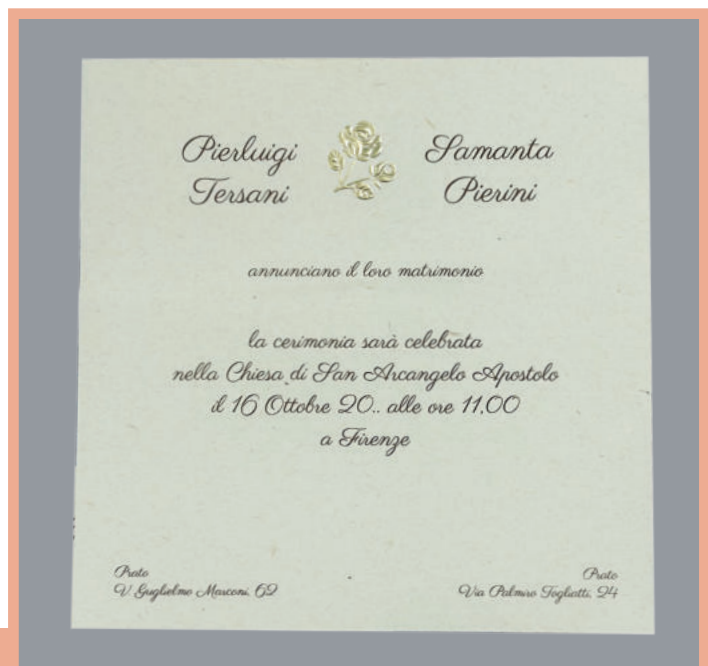 Pierluigi
Tersani
Samanta
Pierini
annunciano il loro matrimonio
la cerimonia sarà celebrata
nella Chiesa di San Arcangelo Apostolo
il 16 Ottobre 20.. alle ore 11,00
a Firenze
Prato
V. Guglielmo Marconi, 62
Prato
Via Palmiro Togliatti, 24